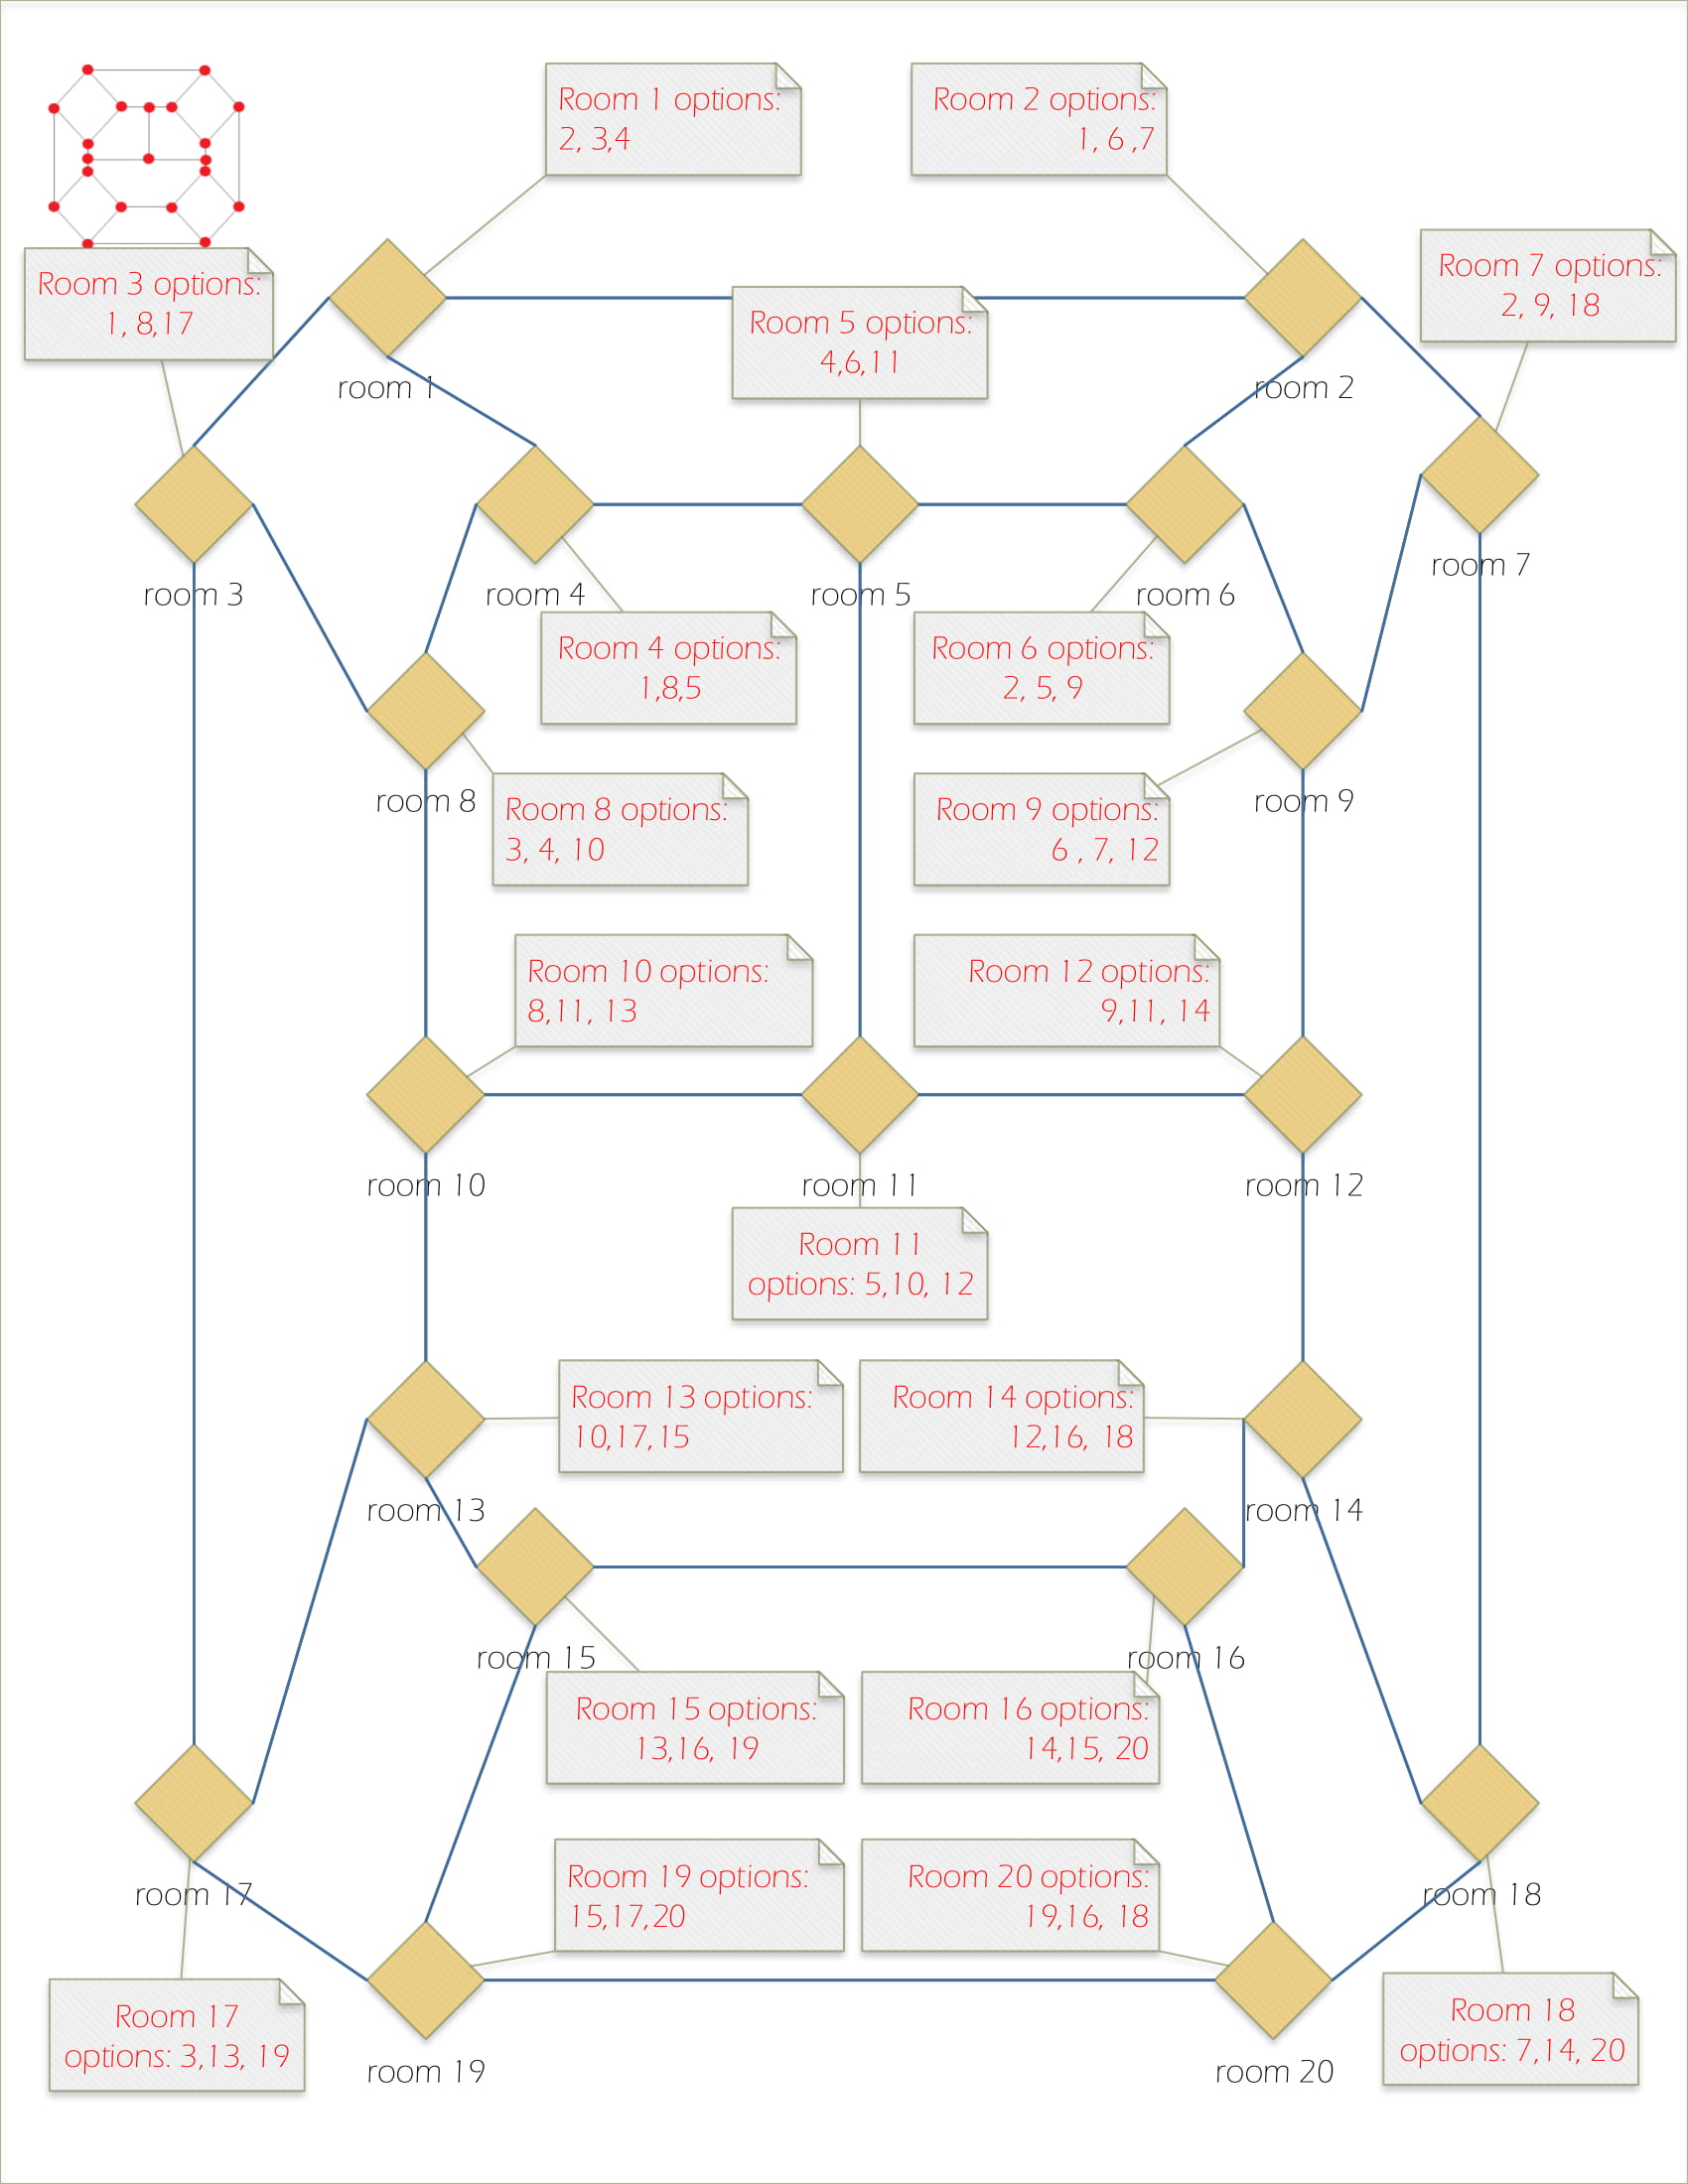 Room 1 options:
2, 3,4
Room 2 options:
1, 6 ,7
Room 3 options:
1, 8,17
Room 5 options:
4,6,11
Room 7 options:
2, 9, 18
room 1
room 2
room 3
room 4
room 5
room 6
room 7
Room 4 options:
1,8,5
Room 6 options:
2, 5, 9
room 8
room 9
Room 8 options:
3, 4, 10
Room 9 options:
6 , 7, 12
Room 10 options:
8,11, 13
Room 12 options:
9,11, 14
room 10
room 11
room 12
Room 11
options: 5,10, 12
Room 13 options:
10,17,15
Room 14 options:
12,16, 18
room 13
room 14
room 15
room 16
Room 15 options:
13,16, 19
Room 16 options:
14,15, 20
room 17
room 18
Room 19 options:
15,17,20
Room 20 options:
19,16, 18
Room 17
options: 3,13, 19
Room 18
options: 7,14, 20
room 19
room 20